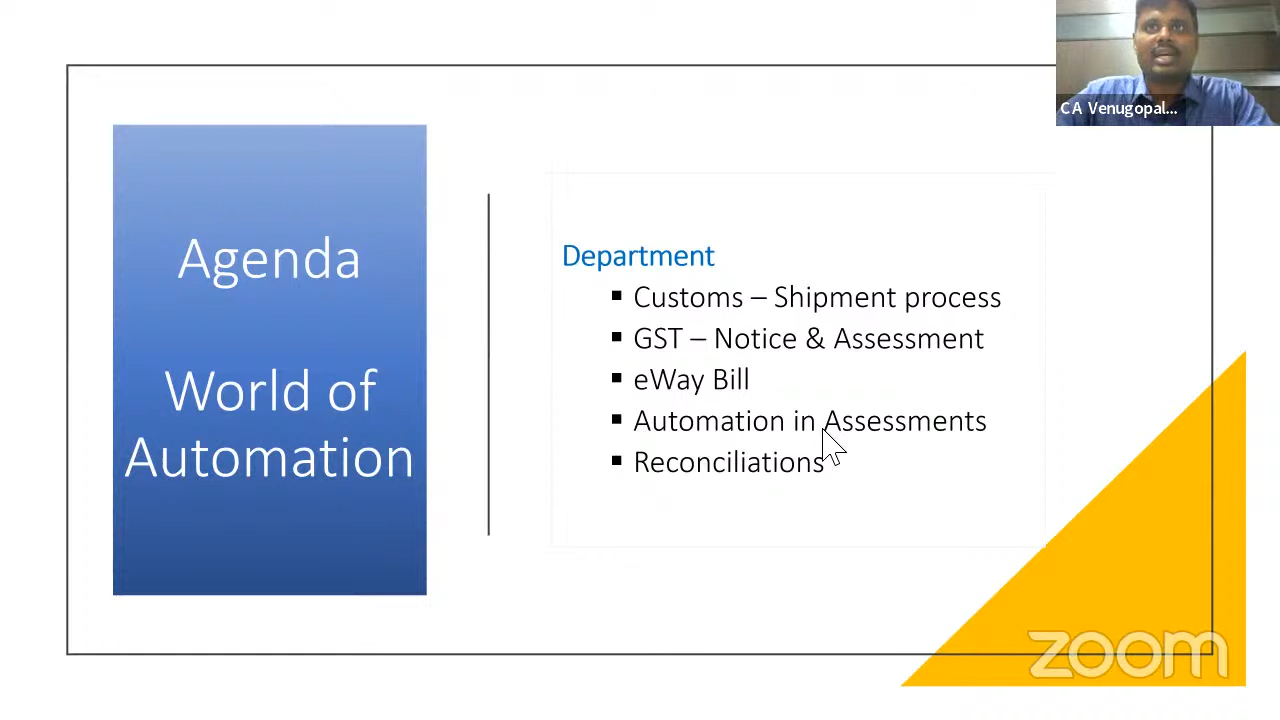 CA Venugopal...
Agenda
World of
Automation
Department
▪ Customs – Shipment process
▪ GST – Notice & Assessment
▪ eWay Bill
▪ Automation in Assessments
▪ Reconciliations
zoom